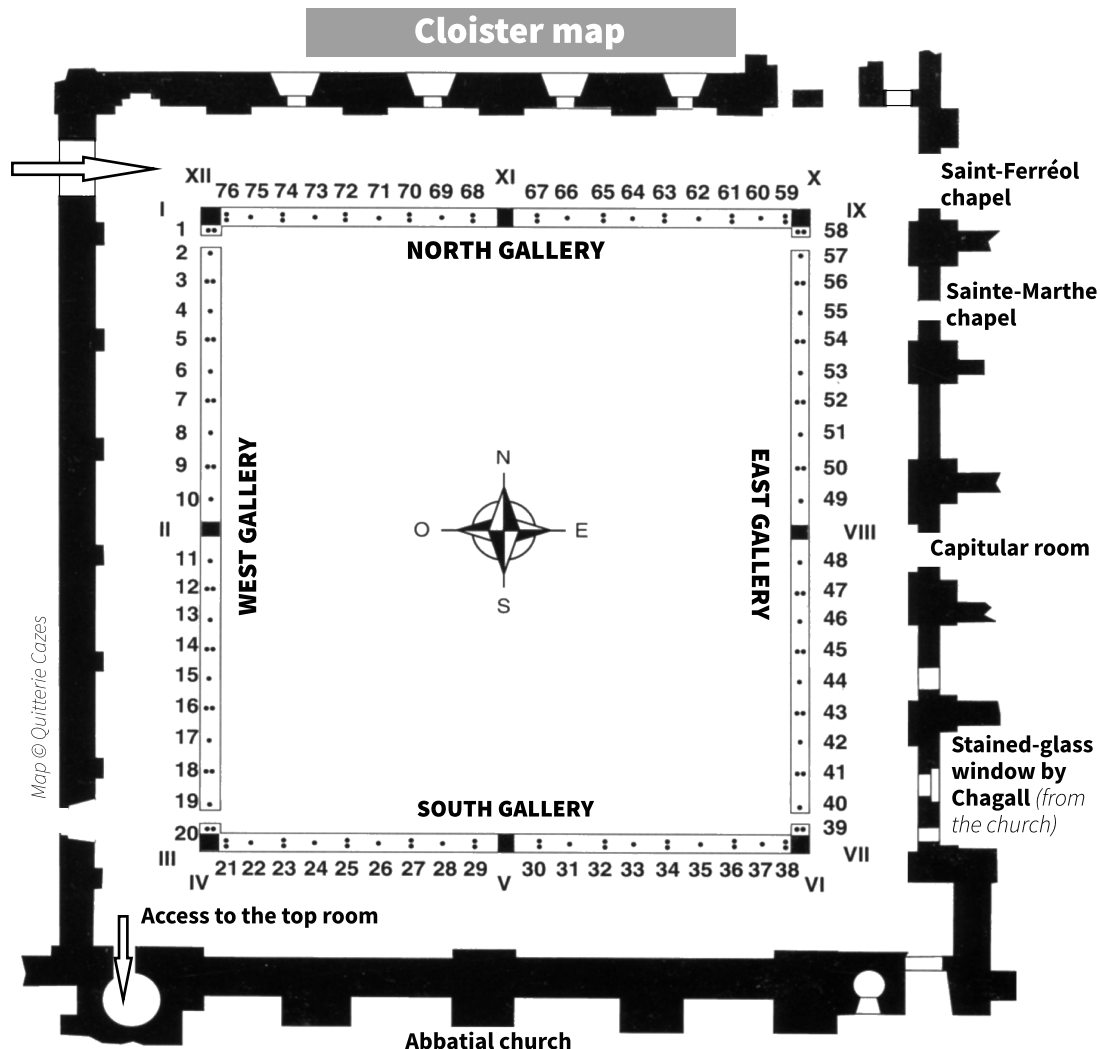 Cloister map
Saint-Ferréol
chapel
XII
XI
X
76 75 74 73 72 71 70 69 68 67 66 65 64 63 62 61 60 59
I
IX
1
58
NORTH GALLERY
2
57
3
56
Sainte-Marthe
chapel
4
55
5
54
6
53
7
52
8
51
9
50
10
49
WEST GALLERY
EAST GALLERY
N
O
E
S
II
VIII
Capitular room
11
48
12
47
13
46
14
45
15
44
16
43
17
42
18
41
19
40
Map © Quitterie Cazes
Stained-glass
window by
Chagall (from
the church)
SOUTH GALLERY
20
39
III
VII
21 22 23 24 25 26 27 28 29 30 31 32 33 34 35 36 37 38
IV
V
VI
Access to the top room
Abbatial church